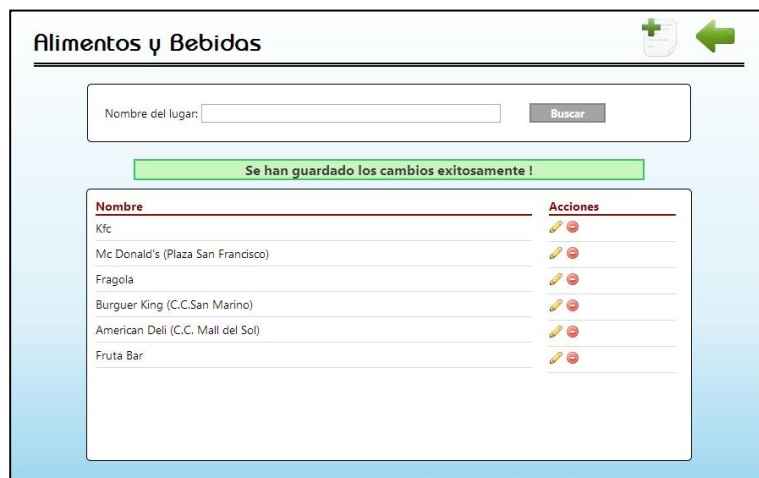 Alimentos y Bebidas
Nombre del lugar:
Buscar
Se han guardado los cambios exitosamente !
Nombre Acciones
Kfc
Mc Donald's (Plaza San Francisco)
Fragola
Burguer King (C.C.San Marino)
American Deli (C.C. Mall del Sol)
Fruta Bar